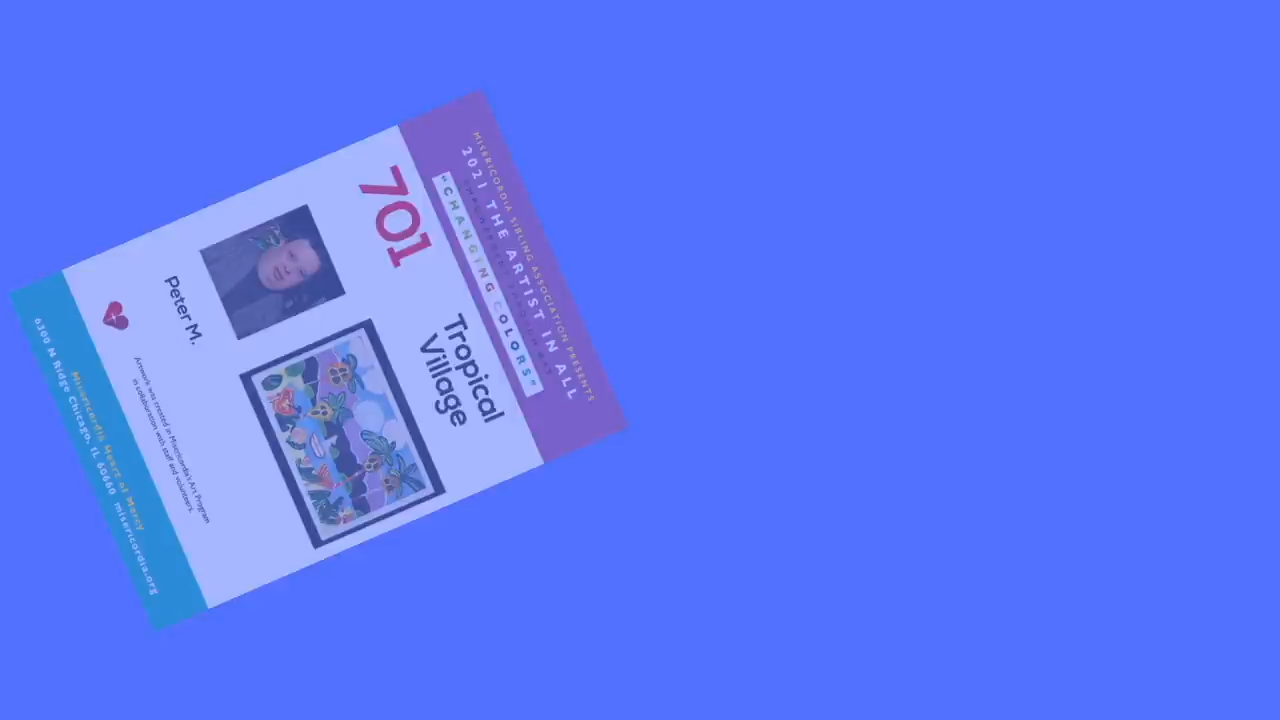 MISERICORDIA SIBLING ASSOCIATION PRESENTS
2021 THE ARTIST IN ALL
"CHANGING COLORS"
701
Tropical
Village
Peter M.
Artwork was created in Misericordia's Art Program
in collaboration with staff and volunteers.
Misericordia Heart of Mercy
6300 N Ridge Chicago, IL 60660 misericordia.org